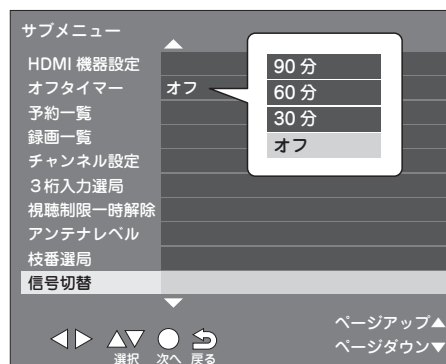 サブメニュー
HDMI 機器設定
オフタイマー オフ
90 分
60 分
30 分
オフ
予約一覧
録画一覧
チャンネル設定
3桁入力選局
視聴制限一時解除
アンテナレベル
枝番選局
信号切替
選択 次へ 戻る
ページアップ▲
ページダウン▼